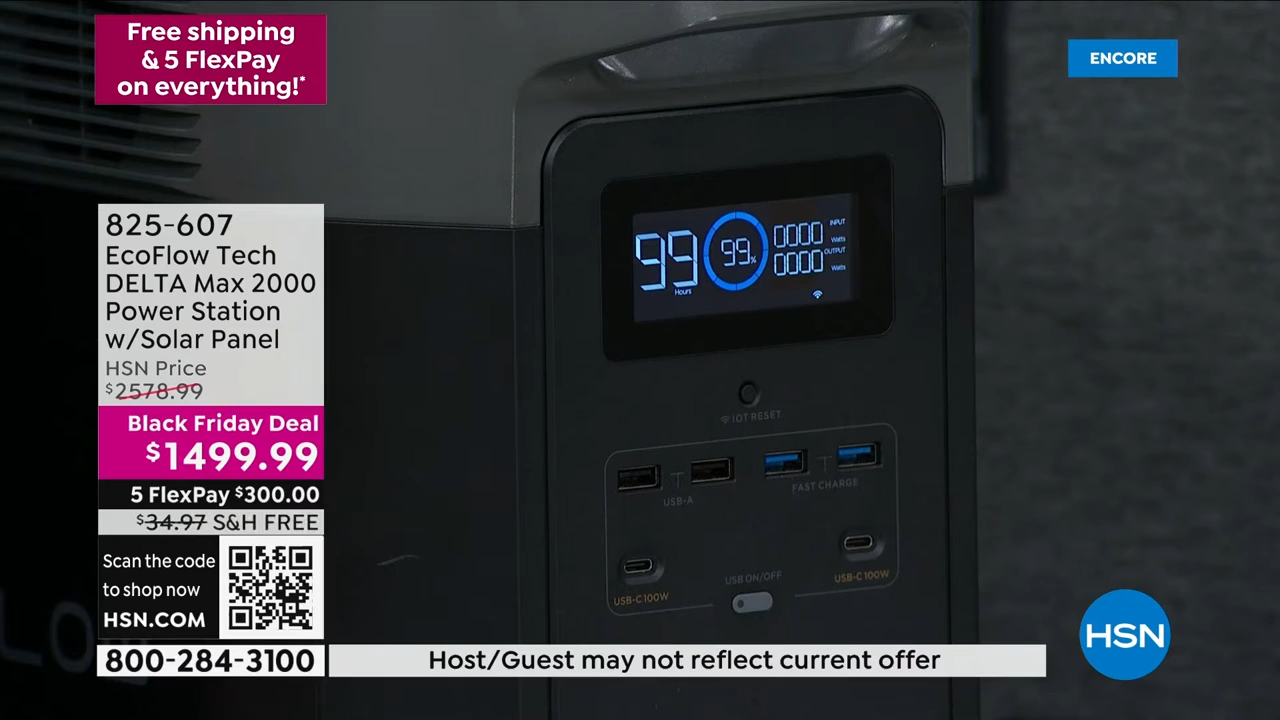 Free shipping
& 5 FlexPay
on everything!*
ENCORE
825-607
EcoFlow Tech
DELTA Max 2000
Power Station
w/Solar Panel
HSN Price
$2578.99
Black Friday Deal
$1499.99
5 FlexPay $300.00
$34.97 S&H FREE
Scan the code
to shop now
HSN.COM
800-284-3100
Host/Guest may not reflect current offer
HSN
99
Hours
99%
0000
INPUT
Watts
0000
OUTPUT
Watts
IOT RESET
USB-A
FAST CHARGE
USB-C 100W
USB ON/OFF
USB-C 100W
LO